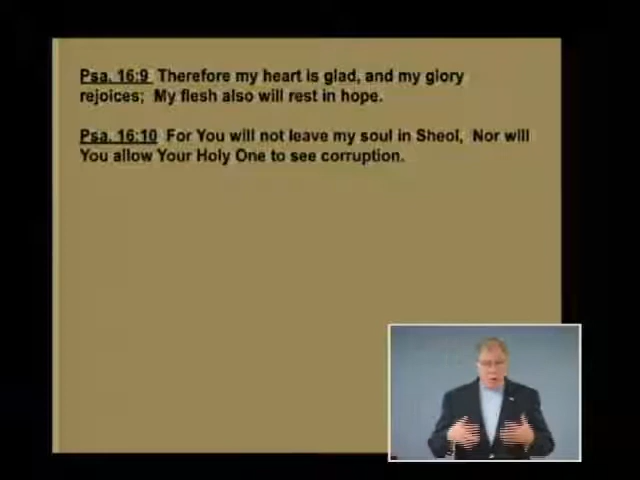 Psa. 16:9 Therefore my heart is glad, and my glory
rejoices; My flesh also will rest in hope.
Psa. 16:10 For You will not leave my soul in Sheol, Nor will
You allow Your Holy One to see corruption.